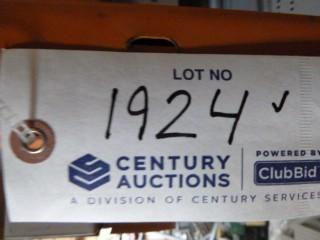 LOT NO
1924 ✓
CENTURY
AUCTIONS
A DIVISION OF CENTURY SERVICES
POWERED BY
ClubBid